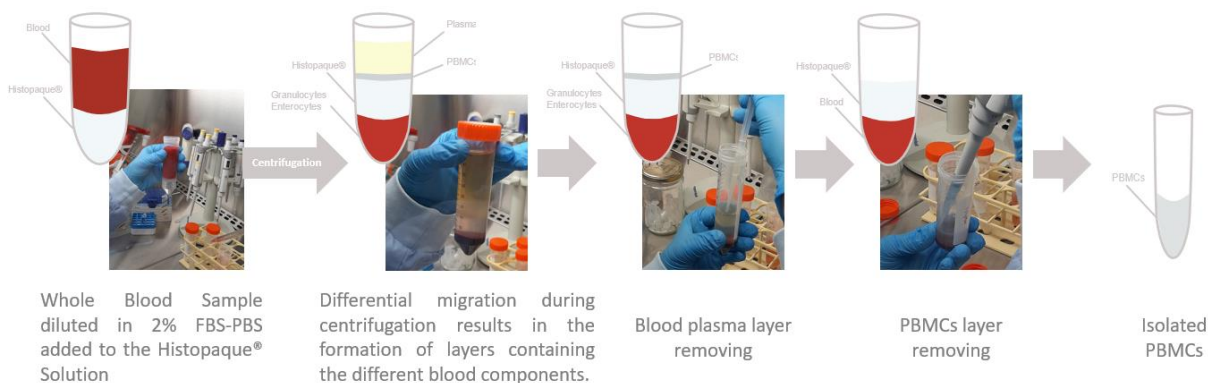 Blood
Histopaque®
Plasma
PBMCt
Histopaque®
Granulocytes
Enterocytes
Histopaque®
PBMCt
Granulocytes
Enterocytes
Histopaque®
Blood
PBMCs
Centrifugation
Whole Blood Sample
diluted in 2% FBS-PBS
added to the Histopaque®
Solution
Differential migration during
centrifugation results in the
formation of layers containing
the different blood components.
Blood plasma layer
removing
PBMCs layer
removing
Isolated
PBMCs